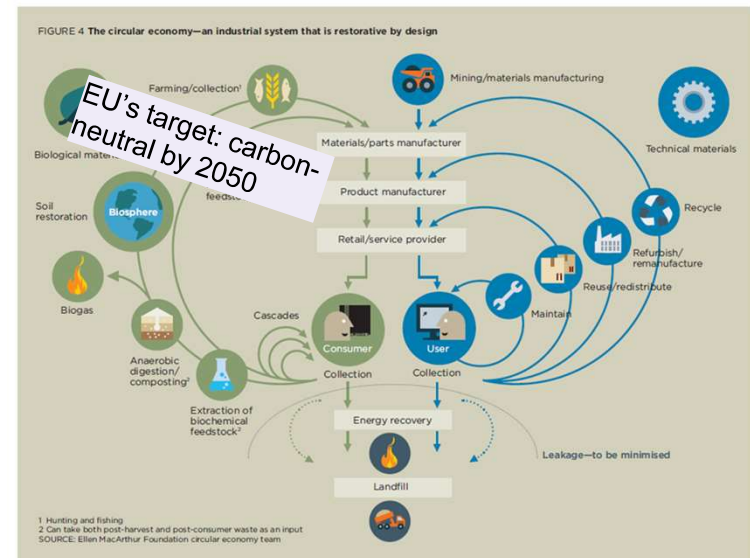 FIGURE 4 The circular economy—an industrial system that is restorative by design
Farming/collection¹
Mining/materials manufacturing
EU's target: carbon-
neutral by 2050
Biological
Materials/parts manufacturer
Technical materials
Product manufacturer
Soil
restoration
Biosphere
Recycle
Retail/service provider
Refurbish/
remanufacture
Reuse/redistribute
Biogas
Cascades
Maintain
Consumer
User
Anaerobic
digestion/
composting²
Collection
Collection
Extraction of
biochemical
feedstock²
Energy recovery
Leakage—to be minimised
Landfill
1 Hunting and fishing
2 Can take both post-harvest and post-consumer waste as an input
SOURCE: Ellen MacArthur Foundation circular economy team